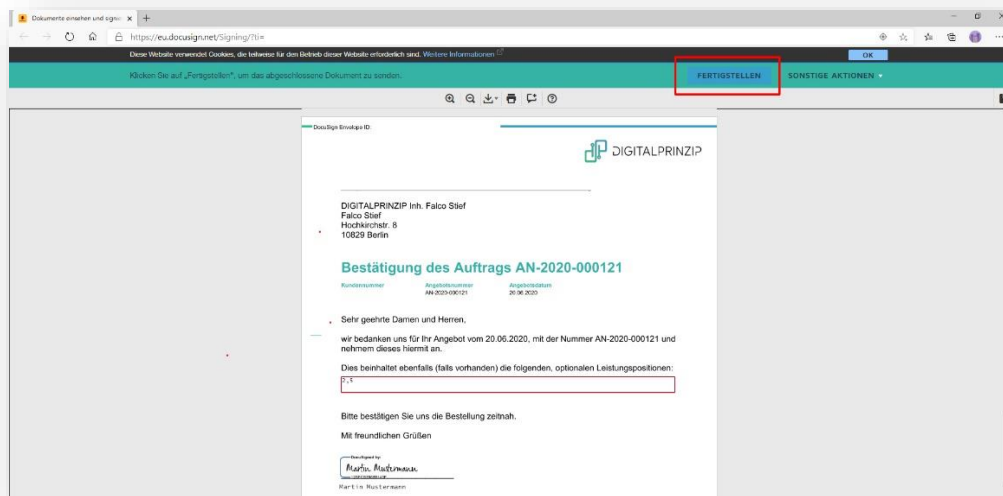 Dokumente einsehen und signie
https://eu.docusign.net/Signing/?ti=
Diese Website verwendet Cookies, die teilweise für den Betrieb dieser Website erforderlich sind. Weitere Informationen
OK
Klicken Sie auf „Fertigstellen“, um das abgeschlossene Dokument zu senden.
FERTIGSTELLEN
SONSTIGE AKTIONEN
DocuSign Envelope ID:
DIGITALPRINZIP
DIGITALPRINZIP Inh. Falco Stief
Falco Stief
Hochkirchstr. 8
10829 Berlin
Bestätigung des Auftrags AN-2020-000121
Kundennummer Angebotsnummer Angebotsdatum
AN-2020-000121 20.06.2020
Sehr geehrte Damen und Herren,
wir bedanken uns für Ihr Angebot vom 20.06.2020, mit der Nummer AN-2020-000121 und
nehmem dieses hiermit an.
Dies beinhaltet ebenfalls (falls vorhanden) die folgenden, optionalen Leistungspositionen:
Bitte bestätigen Sie uns die Bestellung zeitnah.
Mit freundlichen Grüßen
DocuSigned by:
Martin Mustermann
Martin Mustermann